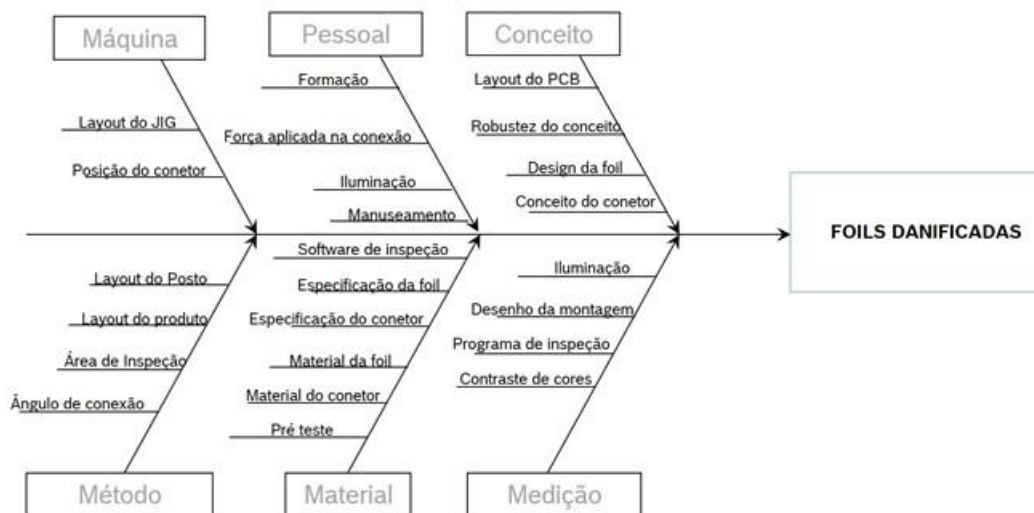 Máquina
Pessoal
Conceito
Layout do JIG
Posição do conetor
Formação
Força aplicada na conexão
Iluminação
Manuseamento
Layout do PCB
Robustez do conceito
Design da foil
Conceito do conetor
FOILS DANIFICADAS
Layout do Posto
Layout do produto
Área de Inspeção
Ângulo de conexão
Software de inspeção
Especificação da foil
Especificação do conetor
Material da foil
Material do conetor
Pré teste
Iluminação
Desenho da montagem
Programa de inspeção
Contraste de cores
Método
Material
Medição